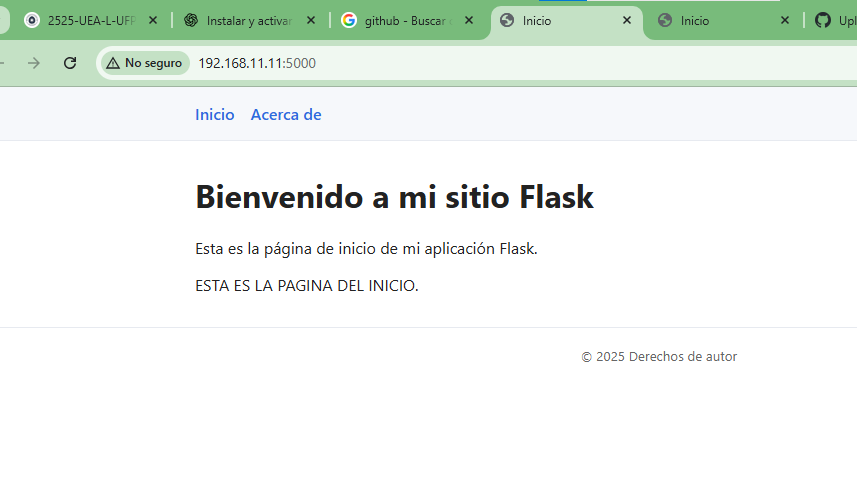 2525-UEA-L-UFP
Instalar y activar
github - Buscar
Inicio
Inicio
Upl
No seguro
192.168.11.11:5000
Inicio Acerca de
Bienvenido a mi sitio Flask
Esta es la página de inicio de mi aplicación Flask.
ESTA ES LA PAGINA DEL INICIO.
© 2025 Derechos de autor